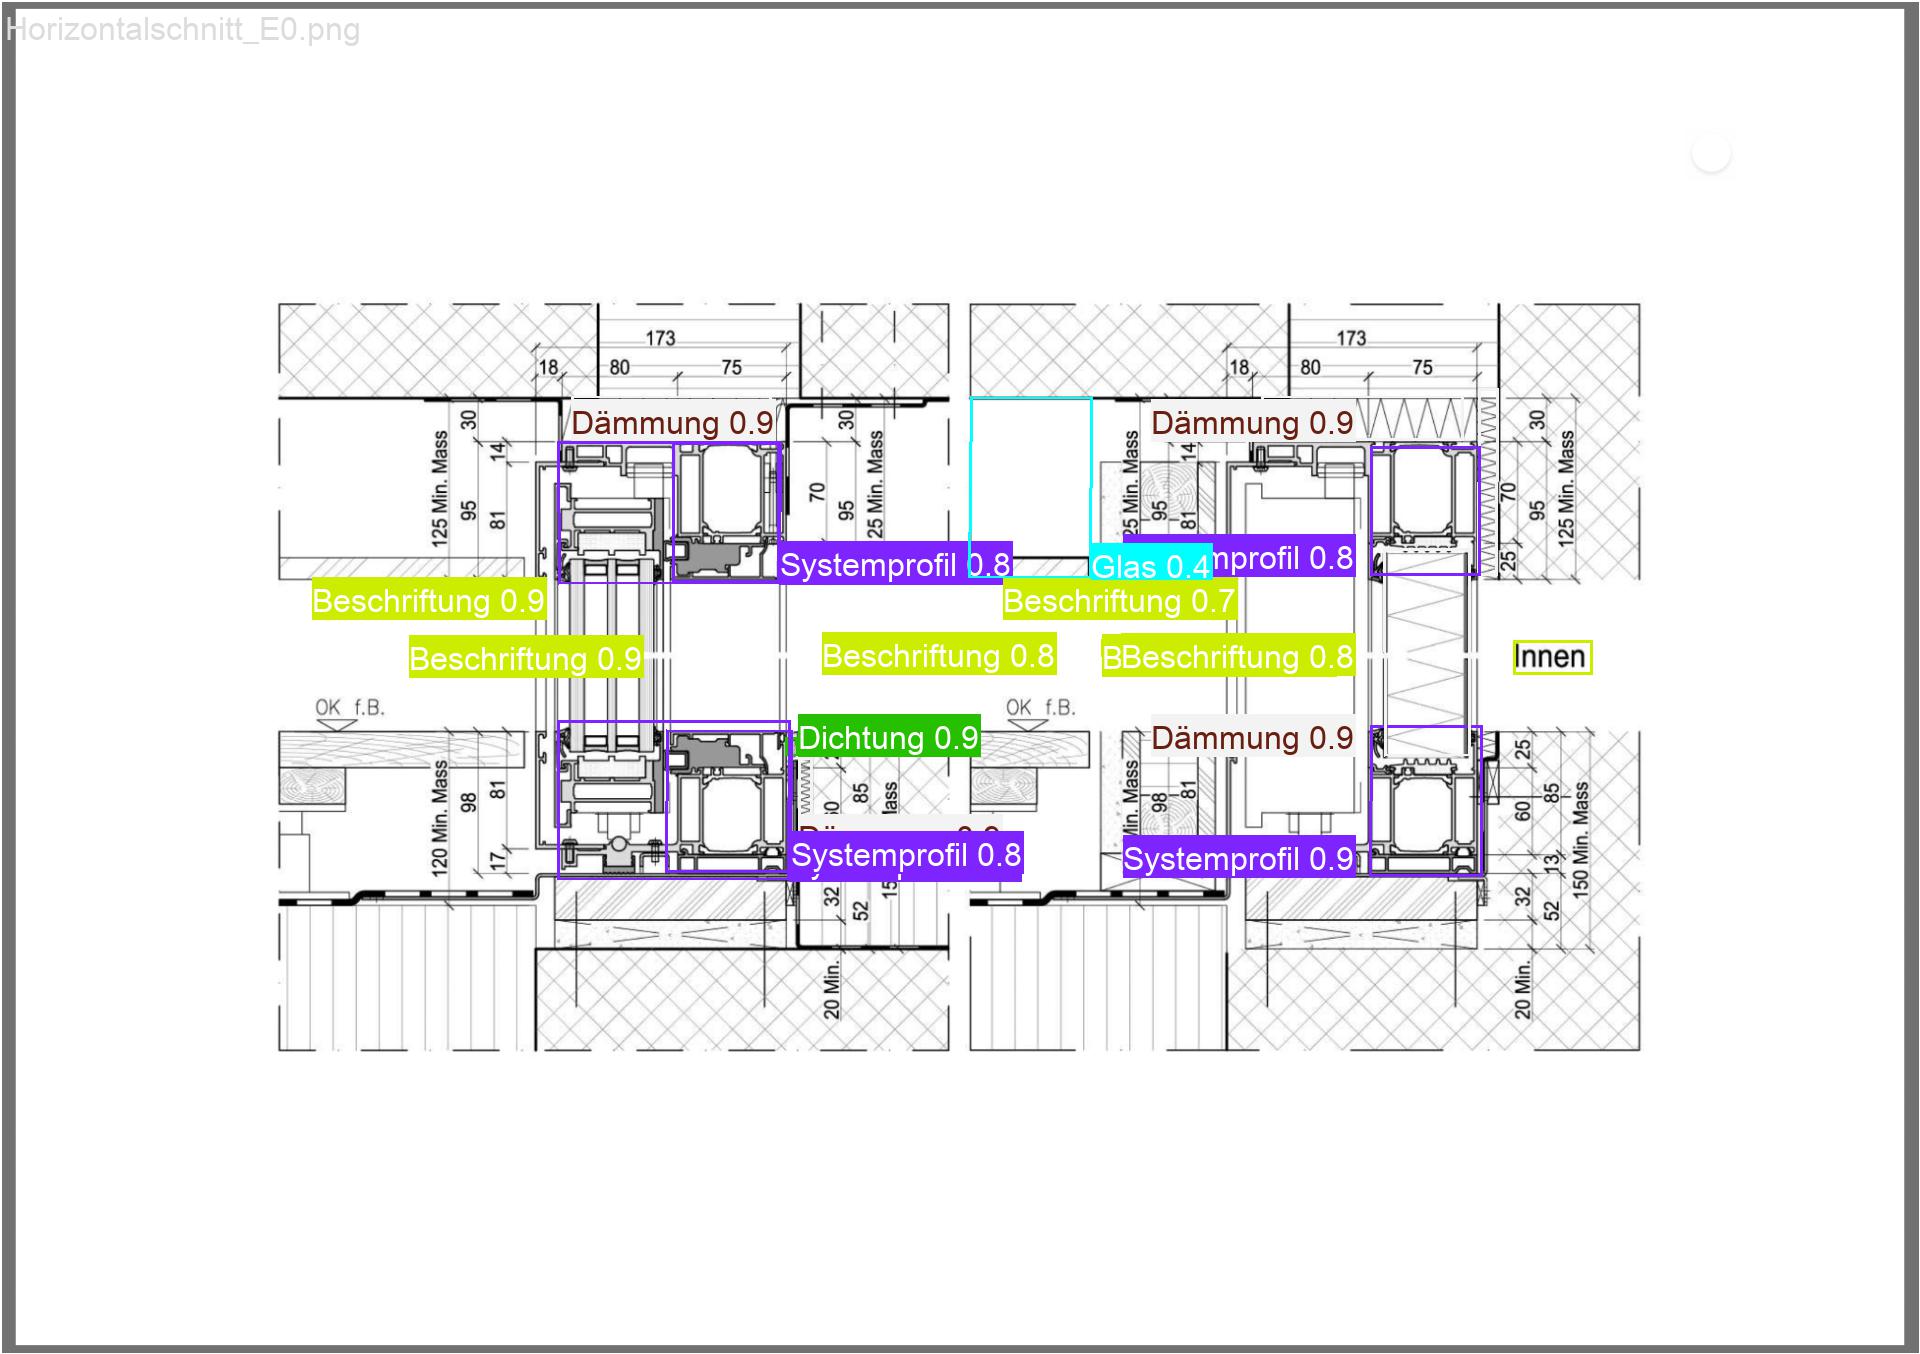 Horizontalschnitt_E0.png
173
18
80
75
173
18
80
75
30
Dämmung 0.9
30
Dämmung 0.9
30
125 Min. Mass
14
95
81
70
95
25 Min. Mass
25 Min. Mass
14
95
81
70
95
125 Min. Mass
25
Systemprofil 0.8
Glas 0.4
mprofil 0.8
Beschriftung 0.9
Beschriftung 0.7
Beschriftung 0.9
Beschriftung 0.8
B
Beschriftung 0.8
Innen
OK f.B.
OK f.B.
Dichtung 0.9
Dämmung 0.9
120 Min. Mass
98
81
17
85
Systemprofil 0.8
32
52
20 Min.
98
81
Systemprofil 0.9
25
60
85
13
150 Min. Mass
32
52
20 Min.